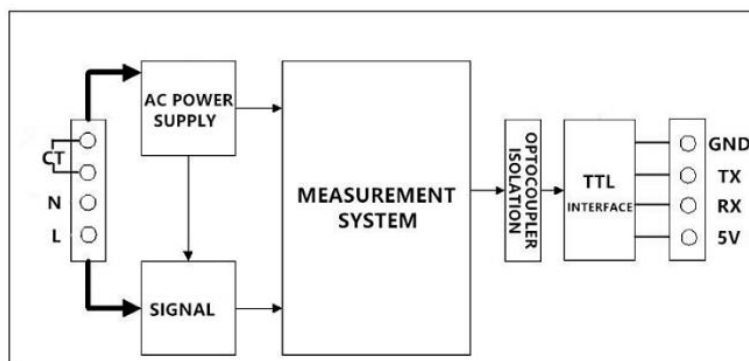 AC POWER
SUPPLY
CT
N
L
SIGNAL
MEASUREMENT
SYSTEM
OPTOCOUPLER
ISOLATION
TTL
INTERFACE
GND
TX
RX
5V